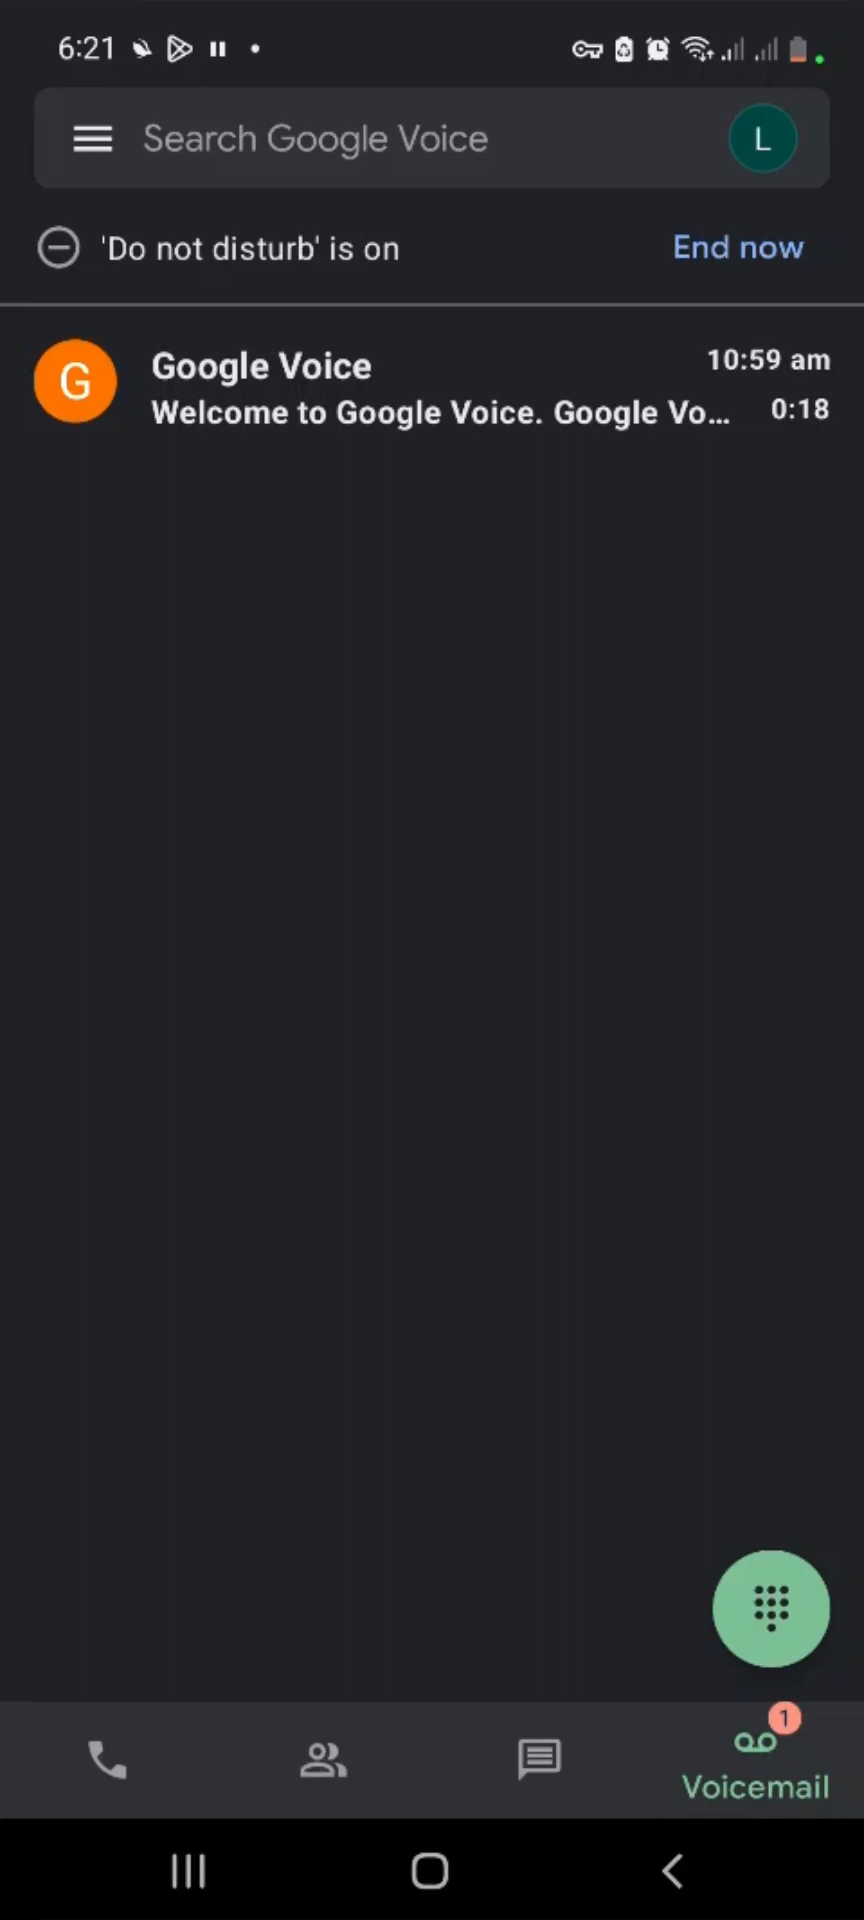 6:21
Search Google Voice
L
'Do not disturb' is on
End now
G
Google Voice
10:59 am
Welcome to Google Voice. Google Vo...
0:18
1
Voicemail